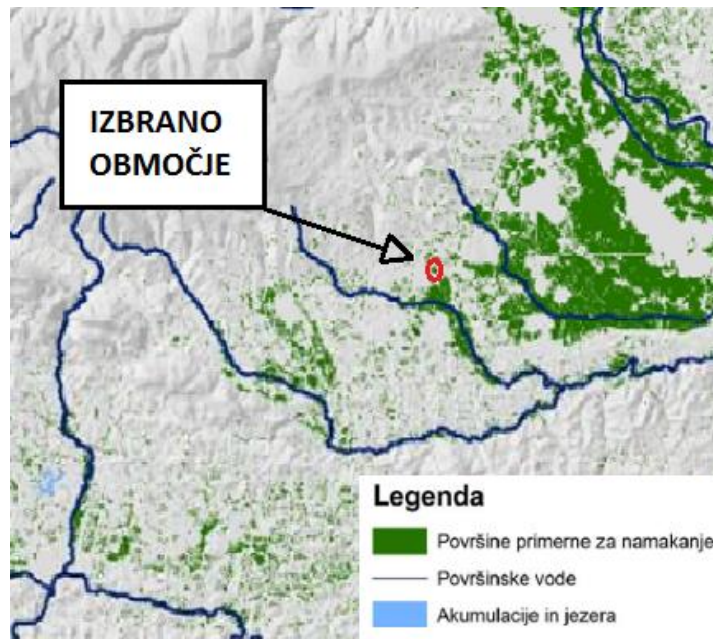 IZBRANO
OBMOČJE
Legenda
Površine primerne za namakanje
Površinske vode
Akumulacije in jezera